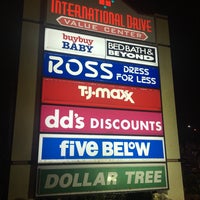 INTERNATIONAL DRIVE
VALUE CENTER
buybuy
BABY
BED BATH &
BEYOND
ROSS DRESS
FOR LESS
T·J·maxx
dd's DISCOUNTS
five BELOW
DOLLAR TREE